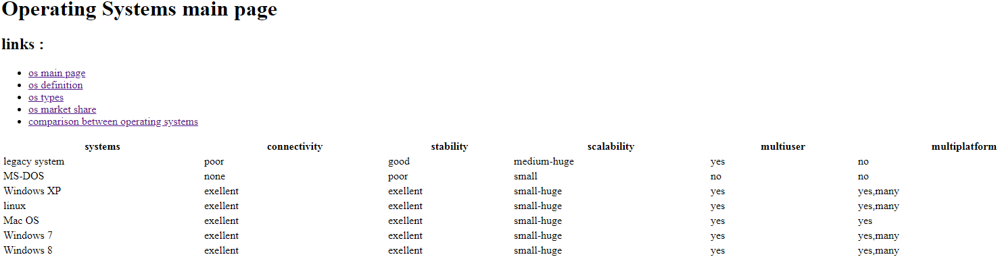 Operating Systems main page
links :
os main page
os definition
os types
os market share
comparison between operating systems
systems connectivity stability scalability multiuser multiplatform
legacy system poor good medium-huge yes no
MS-DOS none poor small no no
Windows XP exellent exellent small-huge yes yes,many
linux exellent exellent small-huge yes yes,many
Mac OS exellent exellent small-huge yes yes
Windows 7 exellent exellent small-huge yes yes,many
Windows 8 exellent exellent small-huge yes yes,many